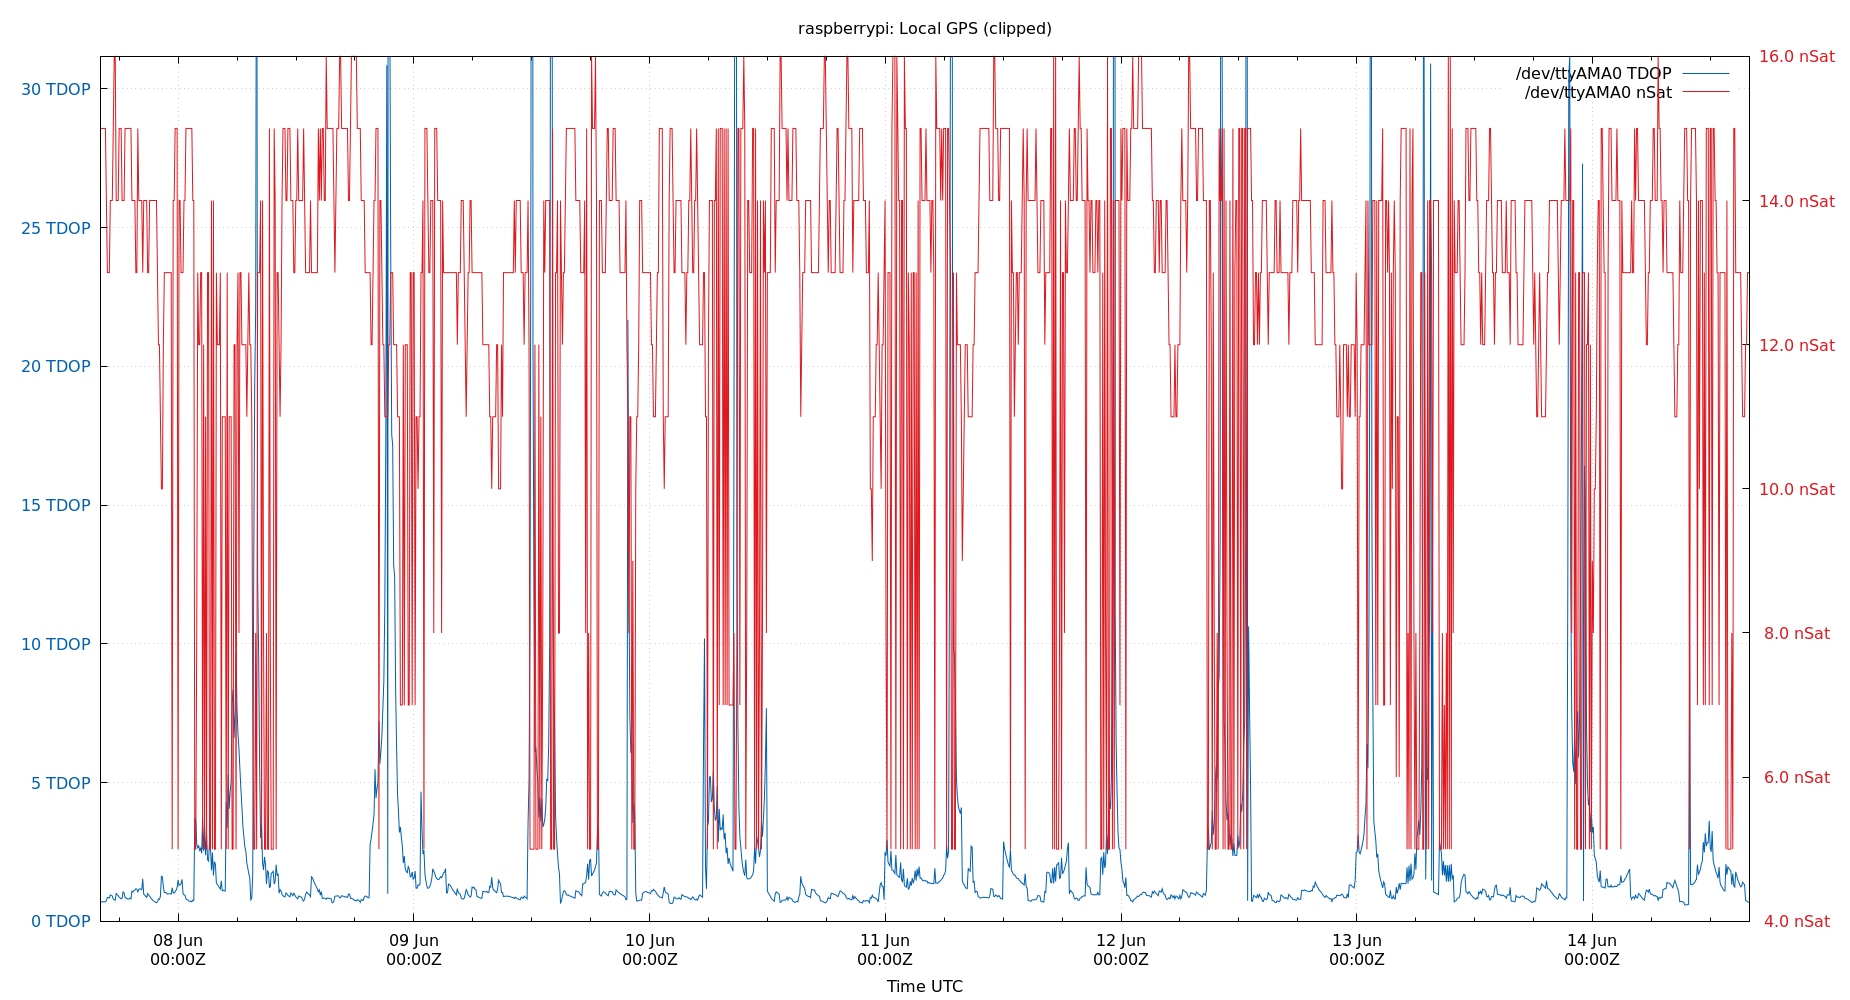 raspberrypi: Local GPS (clipped)
/dev/ttyAMA0 TDOP
/dev/ttyAMA0 nSat
30 TDOP
25 TDOP
20 TDOP
15 TDOP
10 TDOP
5 TDOP
0 TDOP
16.0 nSat
14.0 nSat
12.0 nSat
10.0 nSat
8.0 nSat
6.0 nSat
4.0 nSat
08 Jun
00:00Z
09 Jun
00:00Z
10 Jun
00:00Z
11 Jun
00:00Z
12 Jun
00:00Z
13 Jun
00:00Z
14 Jun
00:00Z
Time UTC